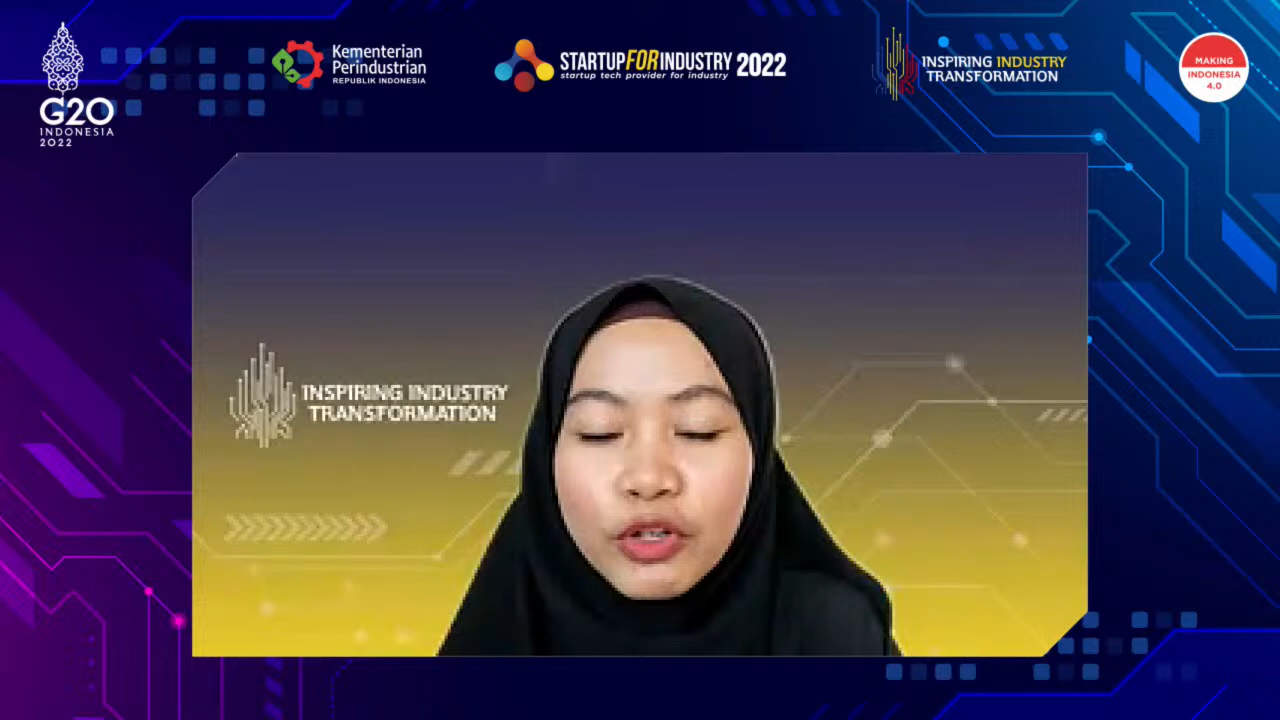 G20
INDONESIA
2022
Kementerian
Perindustrian
REPUBLIK INDONESIA
STARTUPFORINDUSTRY 2022
startup tech provider for industry
INSPIRING INDUSTRY
TRANSFORMATION
MAKING
INDONESIA
4.0
INSPIRING INDUSTRY
TRANSFORMATION